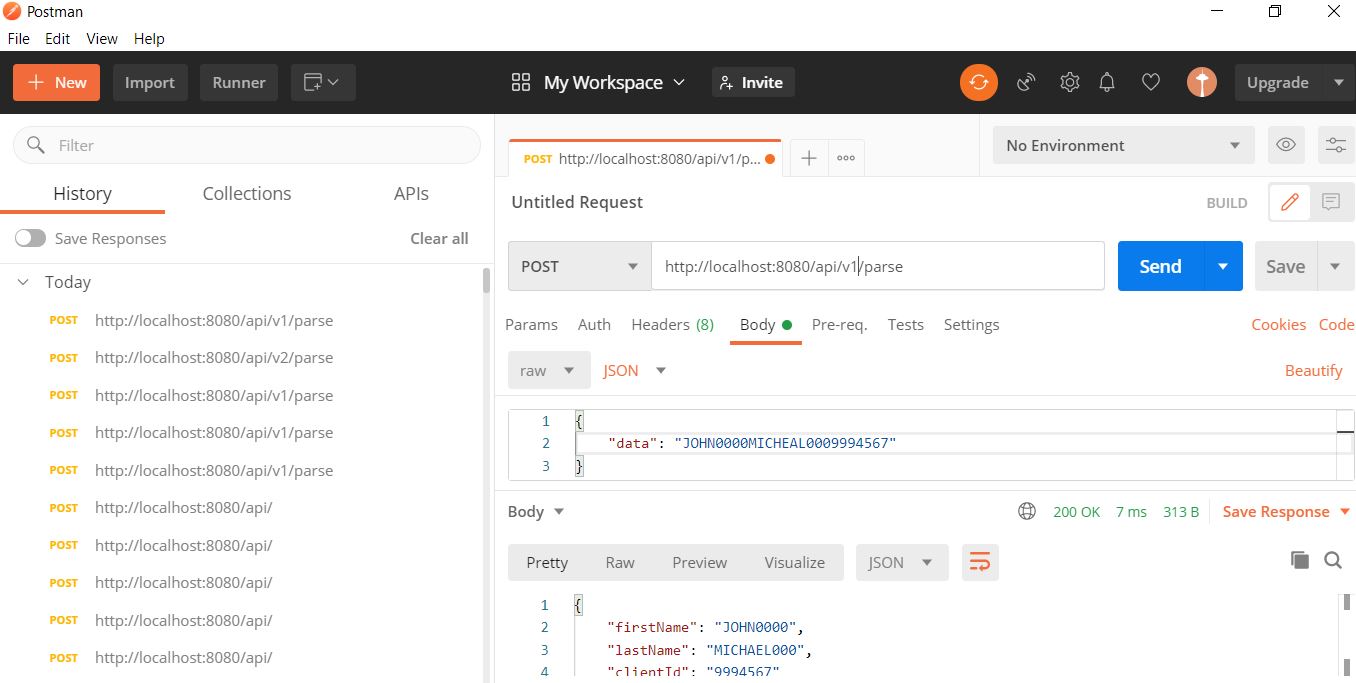 Postman
File Edit View Help
+ New Import Runner My Workspace Invite Upgrade
Filter
History Collections APIs
Save Responses Clear all
Today
POST http://localhost:8080/api/v1/parse
POST http://localhost:8080/api/v2/parse
POST http://localhost:8080/api/v1/parse
POST http://localhost:8080/api/v1/parse
POST http://localhost:8080/api/v1/parse
POST http://localhost:8080/api/
POST http://localhost:8080/api/
POST http://localhost:8080/api/
POST http://localhost:8080/api/
POST http://localhost:8080/api/
POST http://localhost:8080/api/v1/p... + ooo No Environment
Untitled Request BUILD
POST http://localhost:8080/api/v1/parse Send Save
Params Auth Headers (8) Body Pre-req. Tests Settings Cookies Code
raw JSON Beautify
1 {
2 "data": "JOHN0000MICHEAL0009994567"
3 }
Body 200 OK 7 ms 313 B Save Response
Pretty Raw Preview Visualize JSON
1 {
2 "firstName": "JOHN0000",
3 "lastName": "MICHAEL000",
4 "clientId": "9994567"